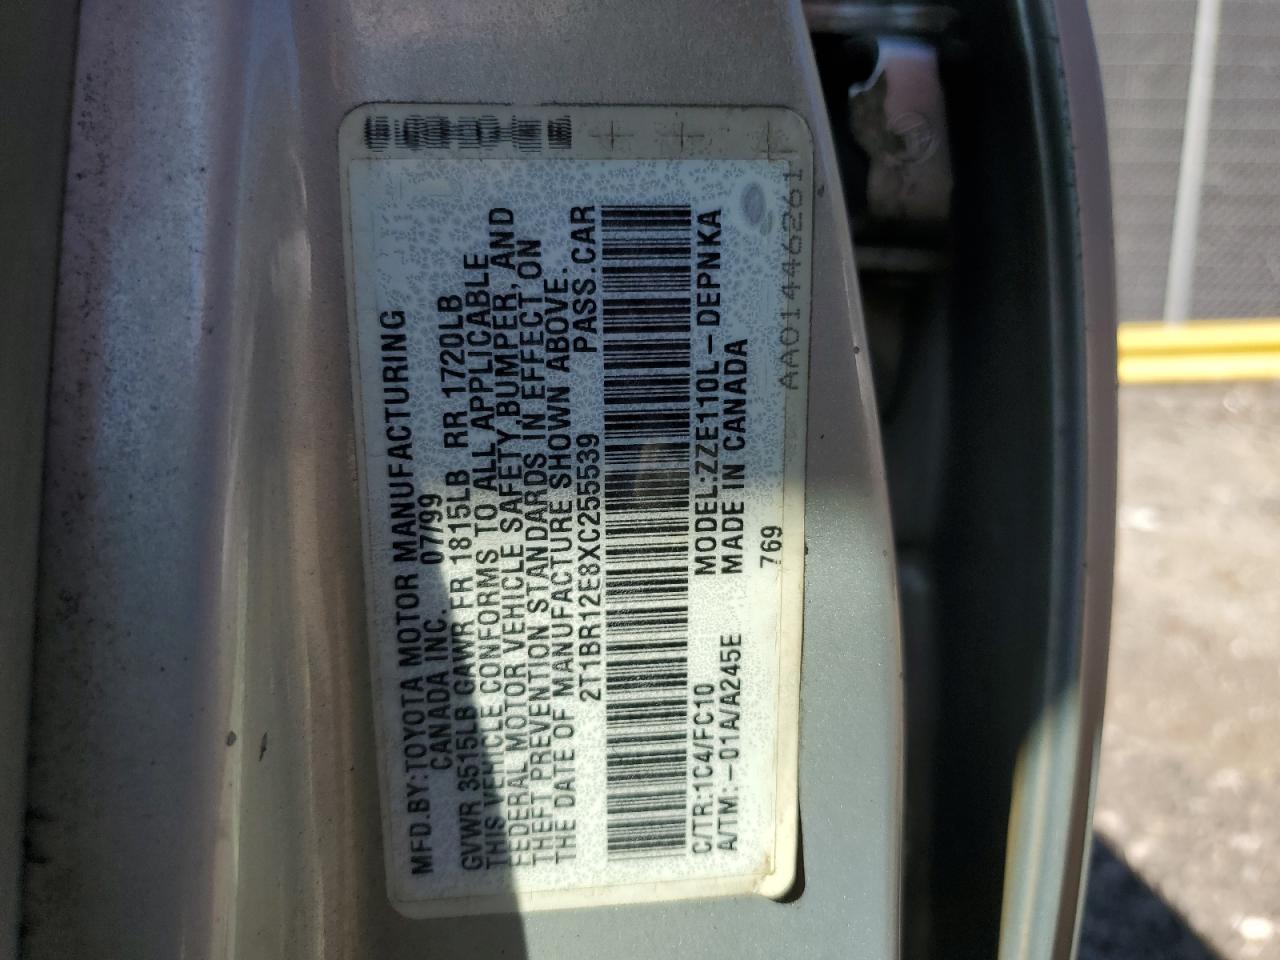 MFD.BY:TOYOTA MOTOR MANUFACTURING
CANADA INC. 07/99
GVWR 3515LB GAWR FR 1815LB RR 1720LB
THIS VEHICLE CONFORMS TO ALL APPLICABLE
FEDERAL MOTOR VEHICLE SAFETY, BUMPER, AND
THEFT PREVENTION STANDARDS IN EFFECT ON
THE DATE OF MANUFACTURE SHOWN ABOVE.
2T1BR12E8XC255539 PASS.CAR
C/TR:1C4/FC10 MODEL:ZZE110L-DEPNKA
A/TM:-01A/A245E MADE IN CANADA
769
AA01446261